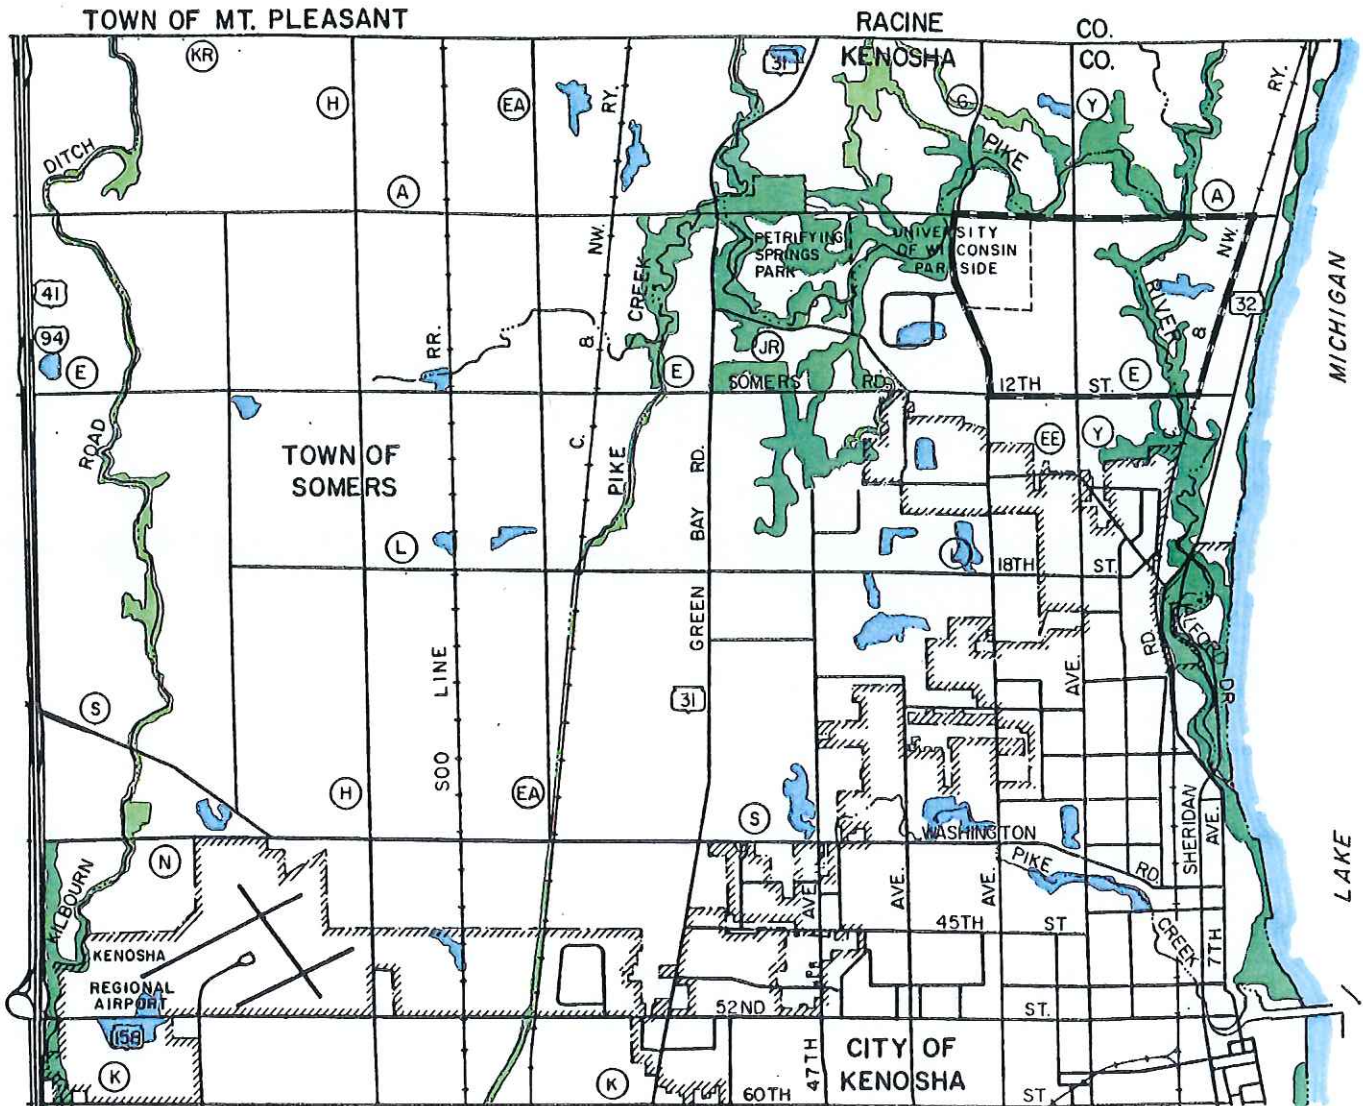 TOWN OF MT. PLEASANT
RACINE CO.
KENOSHA CO.
KR
H
EA
31
G
Y
RY.
RY.
DITCH
PIKE
A
A
NW.
NW.
PETRIFYING
SPRINGS
PARK
UNIVERSITY
OF WISCONSIN
PARKSIDE
CREEK
RIVER
&
&
32
41
94
E
RR.
JR
E
SOMERS RD.
12TH ST.
E
MICHIGAN
ROAD
TOWN OF
SOMERS
C.
PIKE
RD.
EE
Y
L
BAY
L
18TH ST.
GREEN
SOO LINE
31
RD.
AVE.
ALFORD
DR
S
H
EA
S
WASHINGTON
RD.
PIKE
CREEK
SHERIDAN
AVE.
7TH
N
KILBOURN
AVE
AVE.
AVE.
45TH ST
LAKE
KENOSHA
REGIONAL
AIRPORT
158
52ND ST.
47TH
CITY OF
KENOSHA
K
K
60TH ST